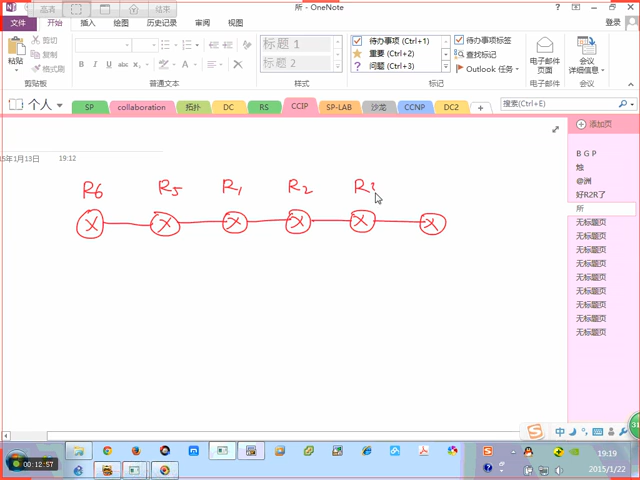 所 - OneNote
高清
结束
文件 开始 插入 绘图 历史记录 审阅 视图
登录
粘贴
剪切
复制
格式刷
剪贴板
B I U abc
普通文本
标题 1
标题 2
样式
待办事项 (Ctrl+1)
重要 (Ctrl+2)
问题 (Ctrl+3)
待办事项标签
查找标记
Outlook 任务
标记
电子邮件
页面
电子邮件
会议
详细信息
会议
个人 SP collaboration 拓扑 DC RS CCIP SP-LAB 沙龙 CCNP DC2 +
搜索(Ctrl+E)
添加页
15年1月13日 19:12
BGP
@洲
好R2R了
所
无标题页
无标题页
无标题页
无标题页
无标题页
无标题页
无标题页
无标题页
无标题页
R6 R5 R1 R2
X X X X X X
中
31
00:12:57
19:19
2015/1/22